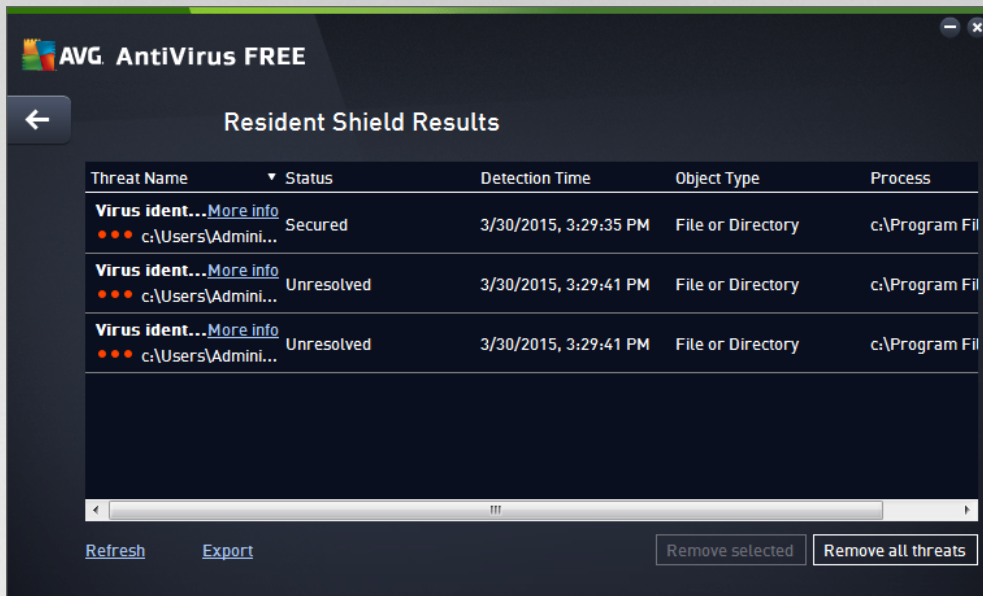 AVG AntiVirus FREE
Resident Shield Results
Threat Name Status Detection Time Object Type Process
Virus ident...More info
c:\Users\Admini... Secured 3/30/2015, 3:29:35 PM File or Directory c:\Program Fil
Virus ident...More info
c:\Users\Admini... Unresolved 3/30/2015, 3:29:41 PM File or Directory c:\Program Fil
Virus ident...More info
c:\Users\Admini... Unresolved 3/30/2015, 3:29:41 PM File or Directory c:\Program Fil
Refresh Export Remove selected Remove all threats